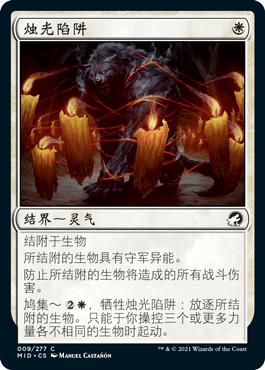 烛光陷阱
结界～灵气
结附于生物
所结附的生物具有守军异能。
防止所结附的生物将造成的所有战斗伤
害。
鸠集～2，牺牲烛光陷阱：放逐所结
附的生物。只能于你操控三个或更多力
量各不相同的生物时起动。
009/277 C
MID • CS MANUEL CASTAÑÓN
™ & © 2021 Wizards of the Coast